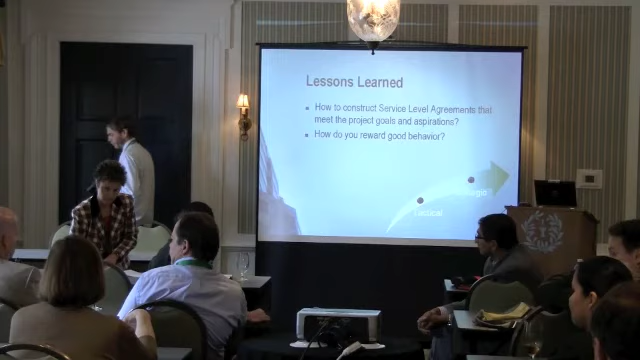 Lessons Learned
How to construct Service Level Agreements that
meet the project goals and aspirations?
How do you reward good behavior?
Tactical